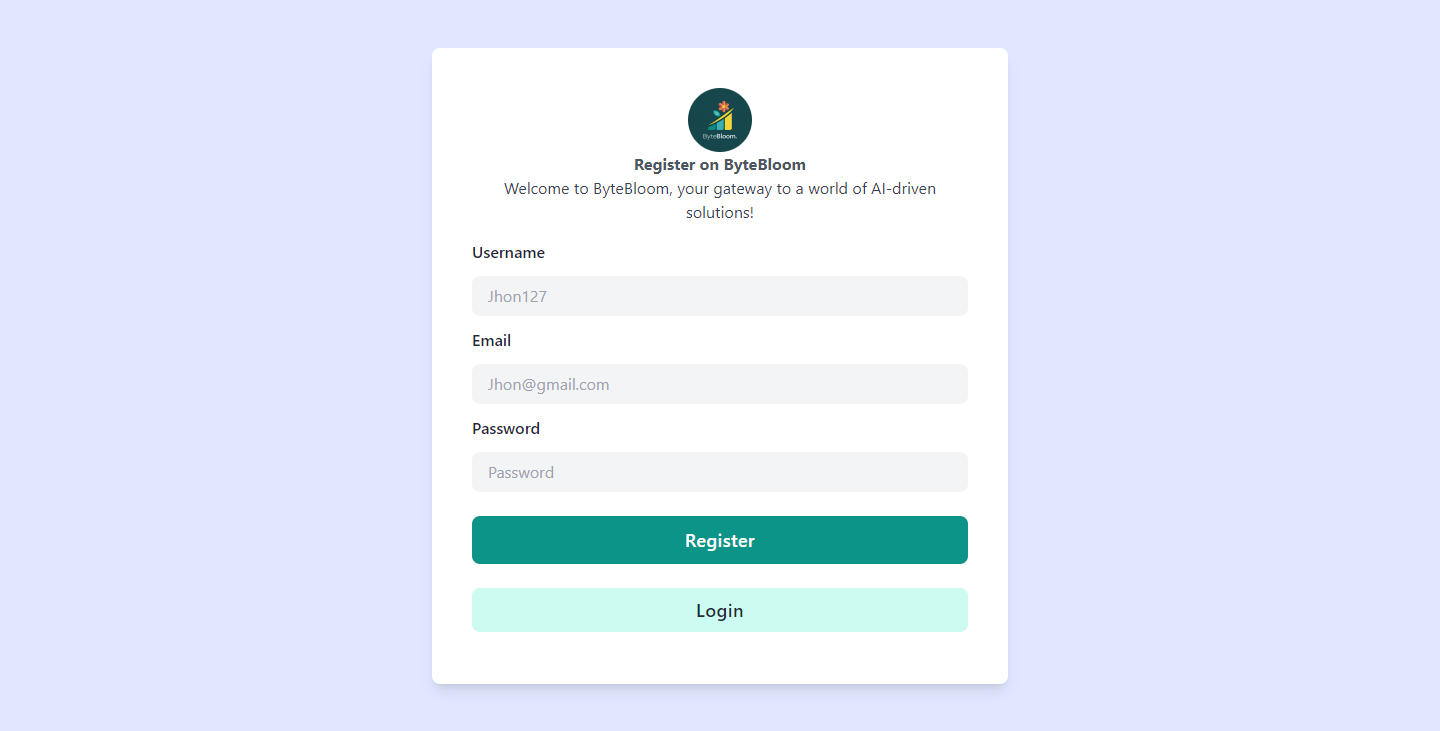 ByteBloom.
Register on ByteBloom
Welcome to ByteBloom, your gateway to a world of AI-driven
solutions!
Username
Jhon127
Email
Jhon@gmail.com
Password
Password
Register
Login